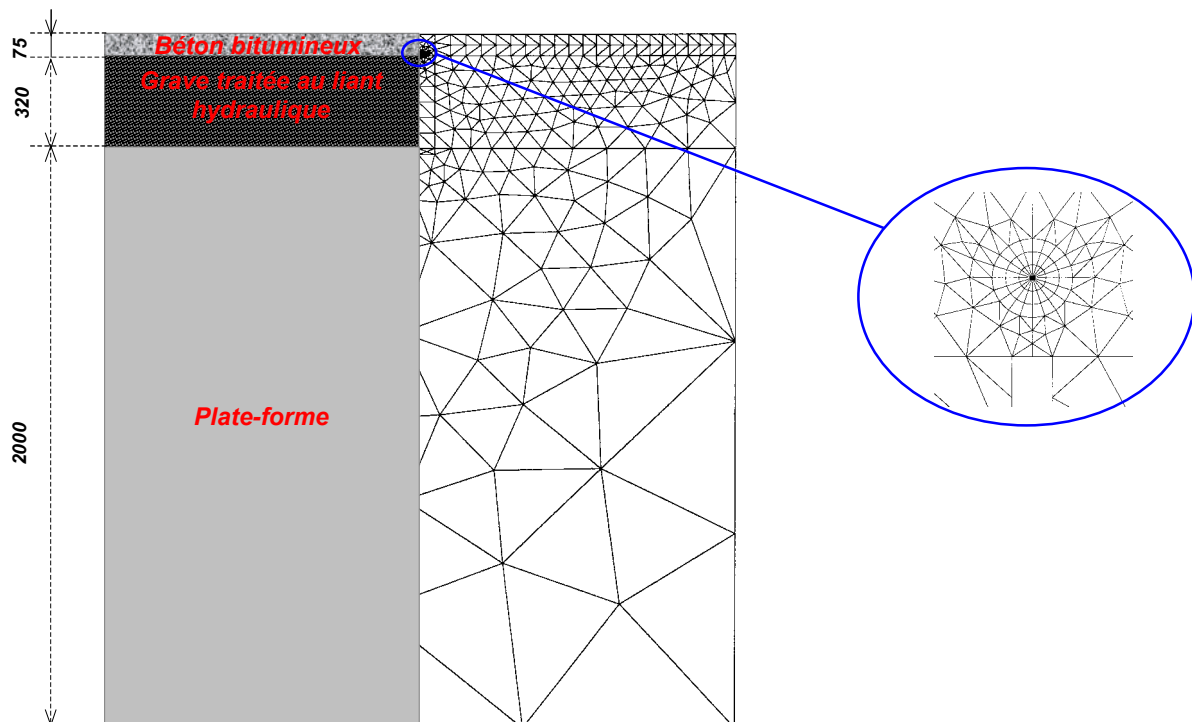 75
Béton bitumineux
320
Grave traitée au liant
hydraulique
2000
Plate-forme